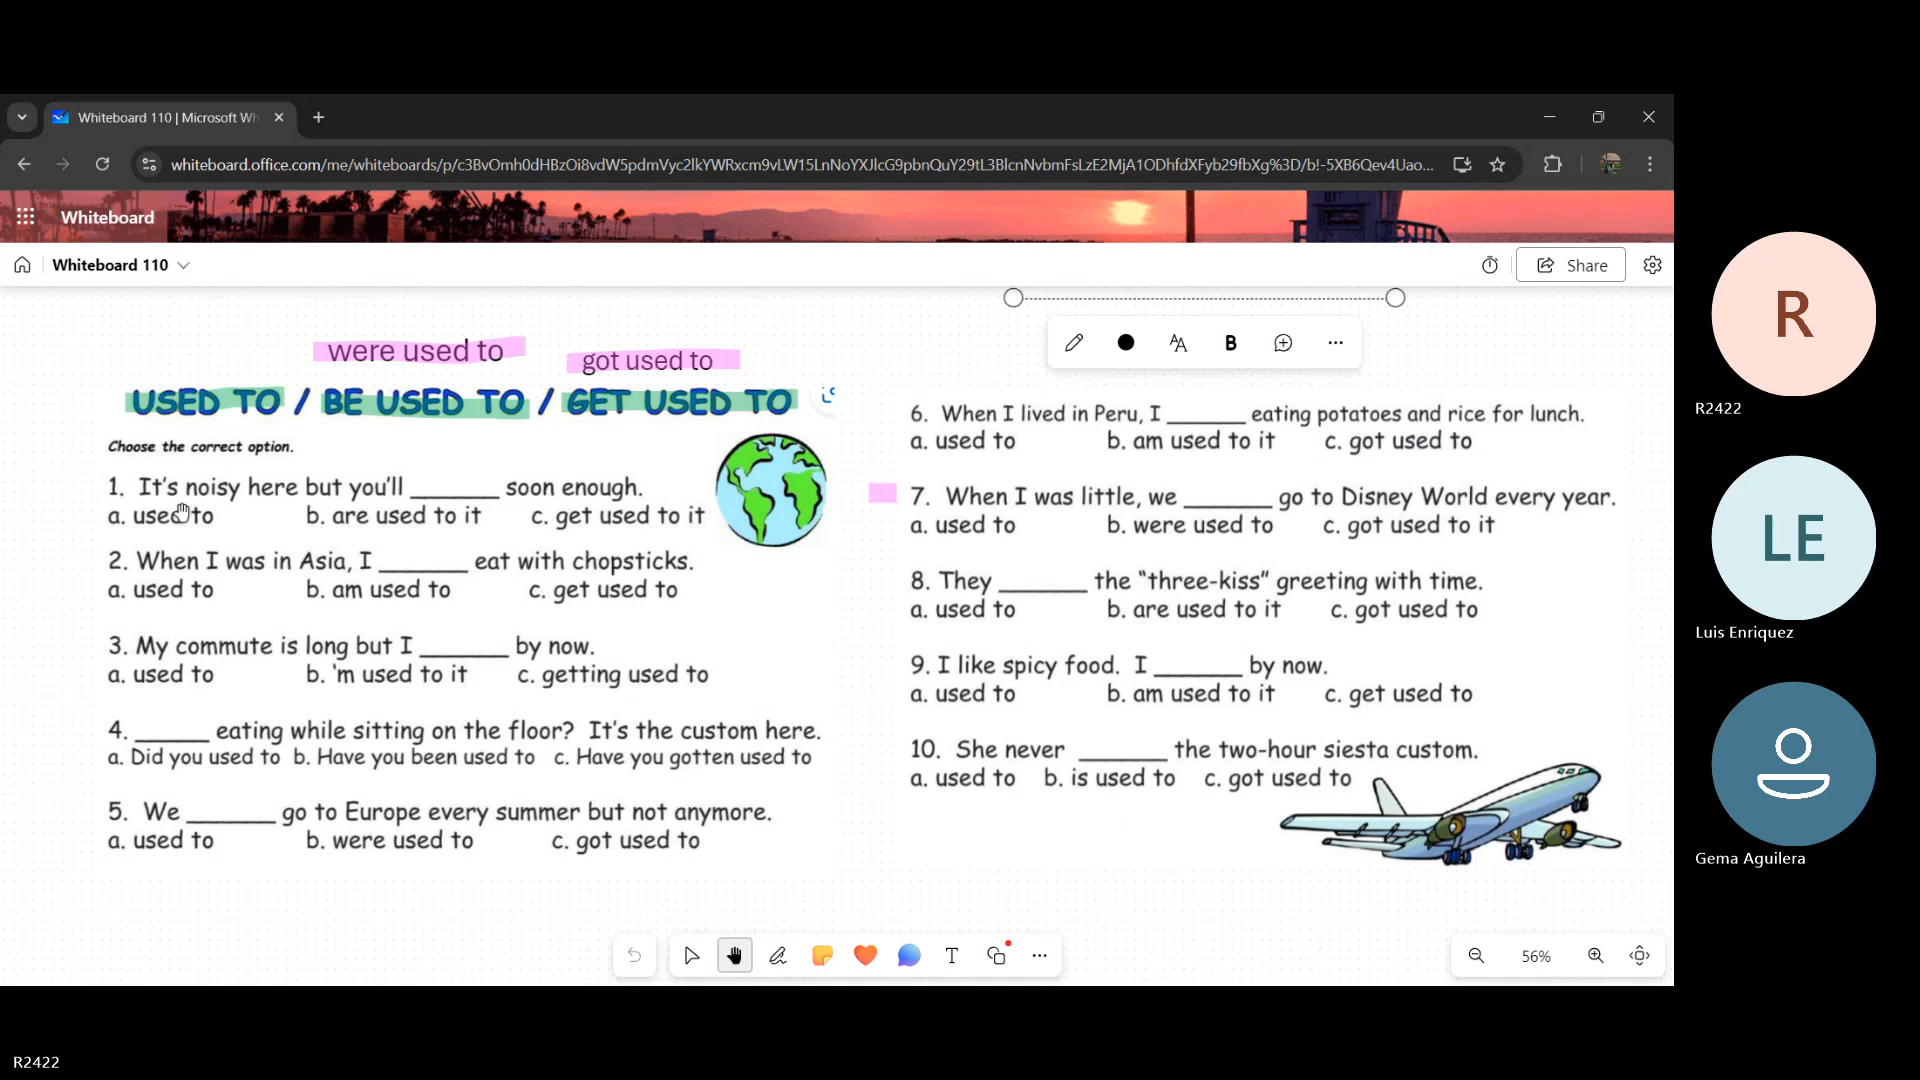 Whiteboard 110 | Microsoft Wh
whiteboard.office.com/me/whiteboards/p/c3BvOmh0dHBzOi8vdW5pdmVyc2lkYWRxcm9vLW15LnNoYXJlcG9pbnQuY29tL3BlcnNvbmFsLzE2MjA1ODhfdXFyb29fbXg%3D/b!-5XB6Qev4Uao...
Whiteboard
Whiteboard 110
Share
were used to
got used to
USED TO / BE USED TO / GET USED TO
Choose the correct option.
1. It's noisy here but you'll ______ soon enough.
a. used to b. are used to it c. get used to it
2. When I was in Asia, I ______ eat with chopsticks.
a. used to b. am used to c. get used to
3. My commute is long but I ______ by now.
a. used to b. 'm used to it c. getting used to
4. ______ eating while sitting on the floor? It's the custom here.
a. Did you used to b. Have you been used to c. Have you gotten used to
5. We ______ go to Europe every summer but not anymore.
a. used to b. were used to c. got used to
6. When I lived in Peru, I ______ eating potatoes and rice for lunch.
a. used to b. am used to it c. got used to
7. When I was little, we ______ go to Disney World every year.
a. used to b. were used to c. got used to it
8. They ______ the "three-kiss" greeting with time.
a. used to b. are used to it c. got used to
9. I like spicy food. I ______ by now.
a. used to b. am used to it c. get used to
10. She never ______ the two-hour siesta custom.
a. used to b. is used to c. got used to
56%
R
R2422
LE
Luis Enriquez
Gema Aguilera
R2422